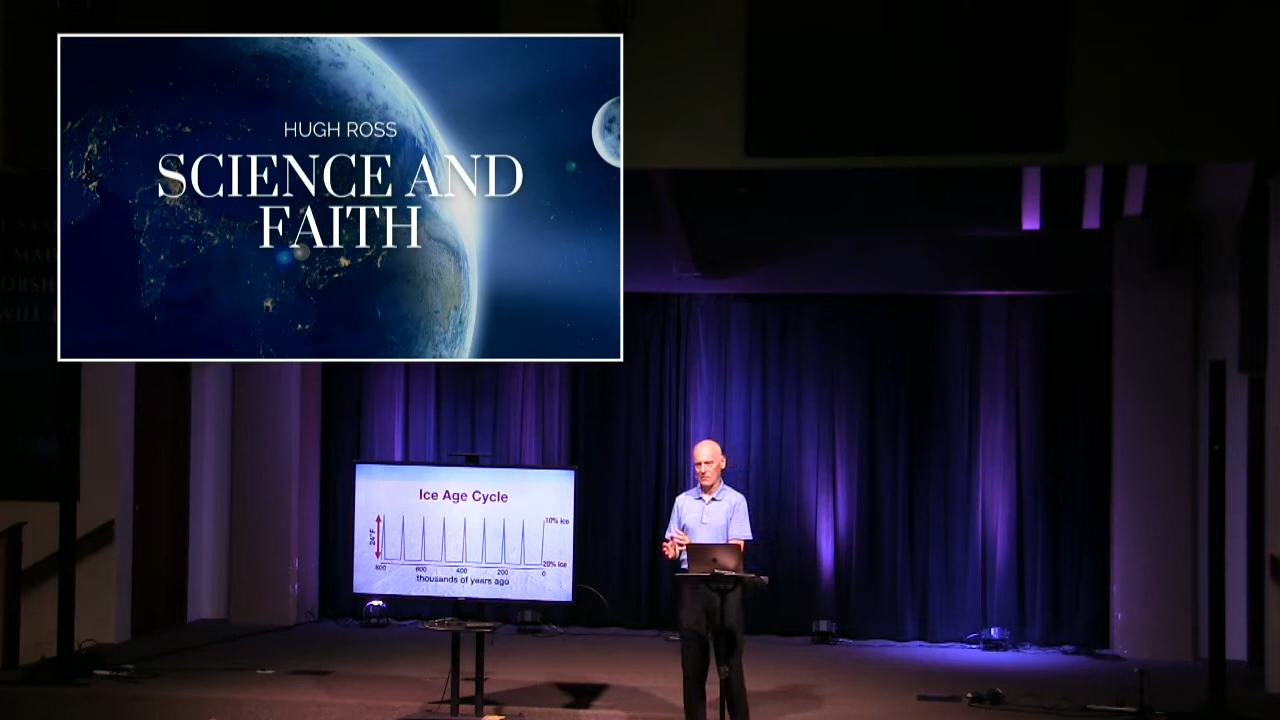 HUGH ROSS
SCIENCE AND
FAITH
Ice Age Cycle
24°F
10% ice
20% ice
800 600 400 200 0
thousands of years ago